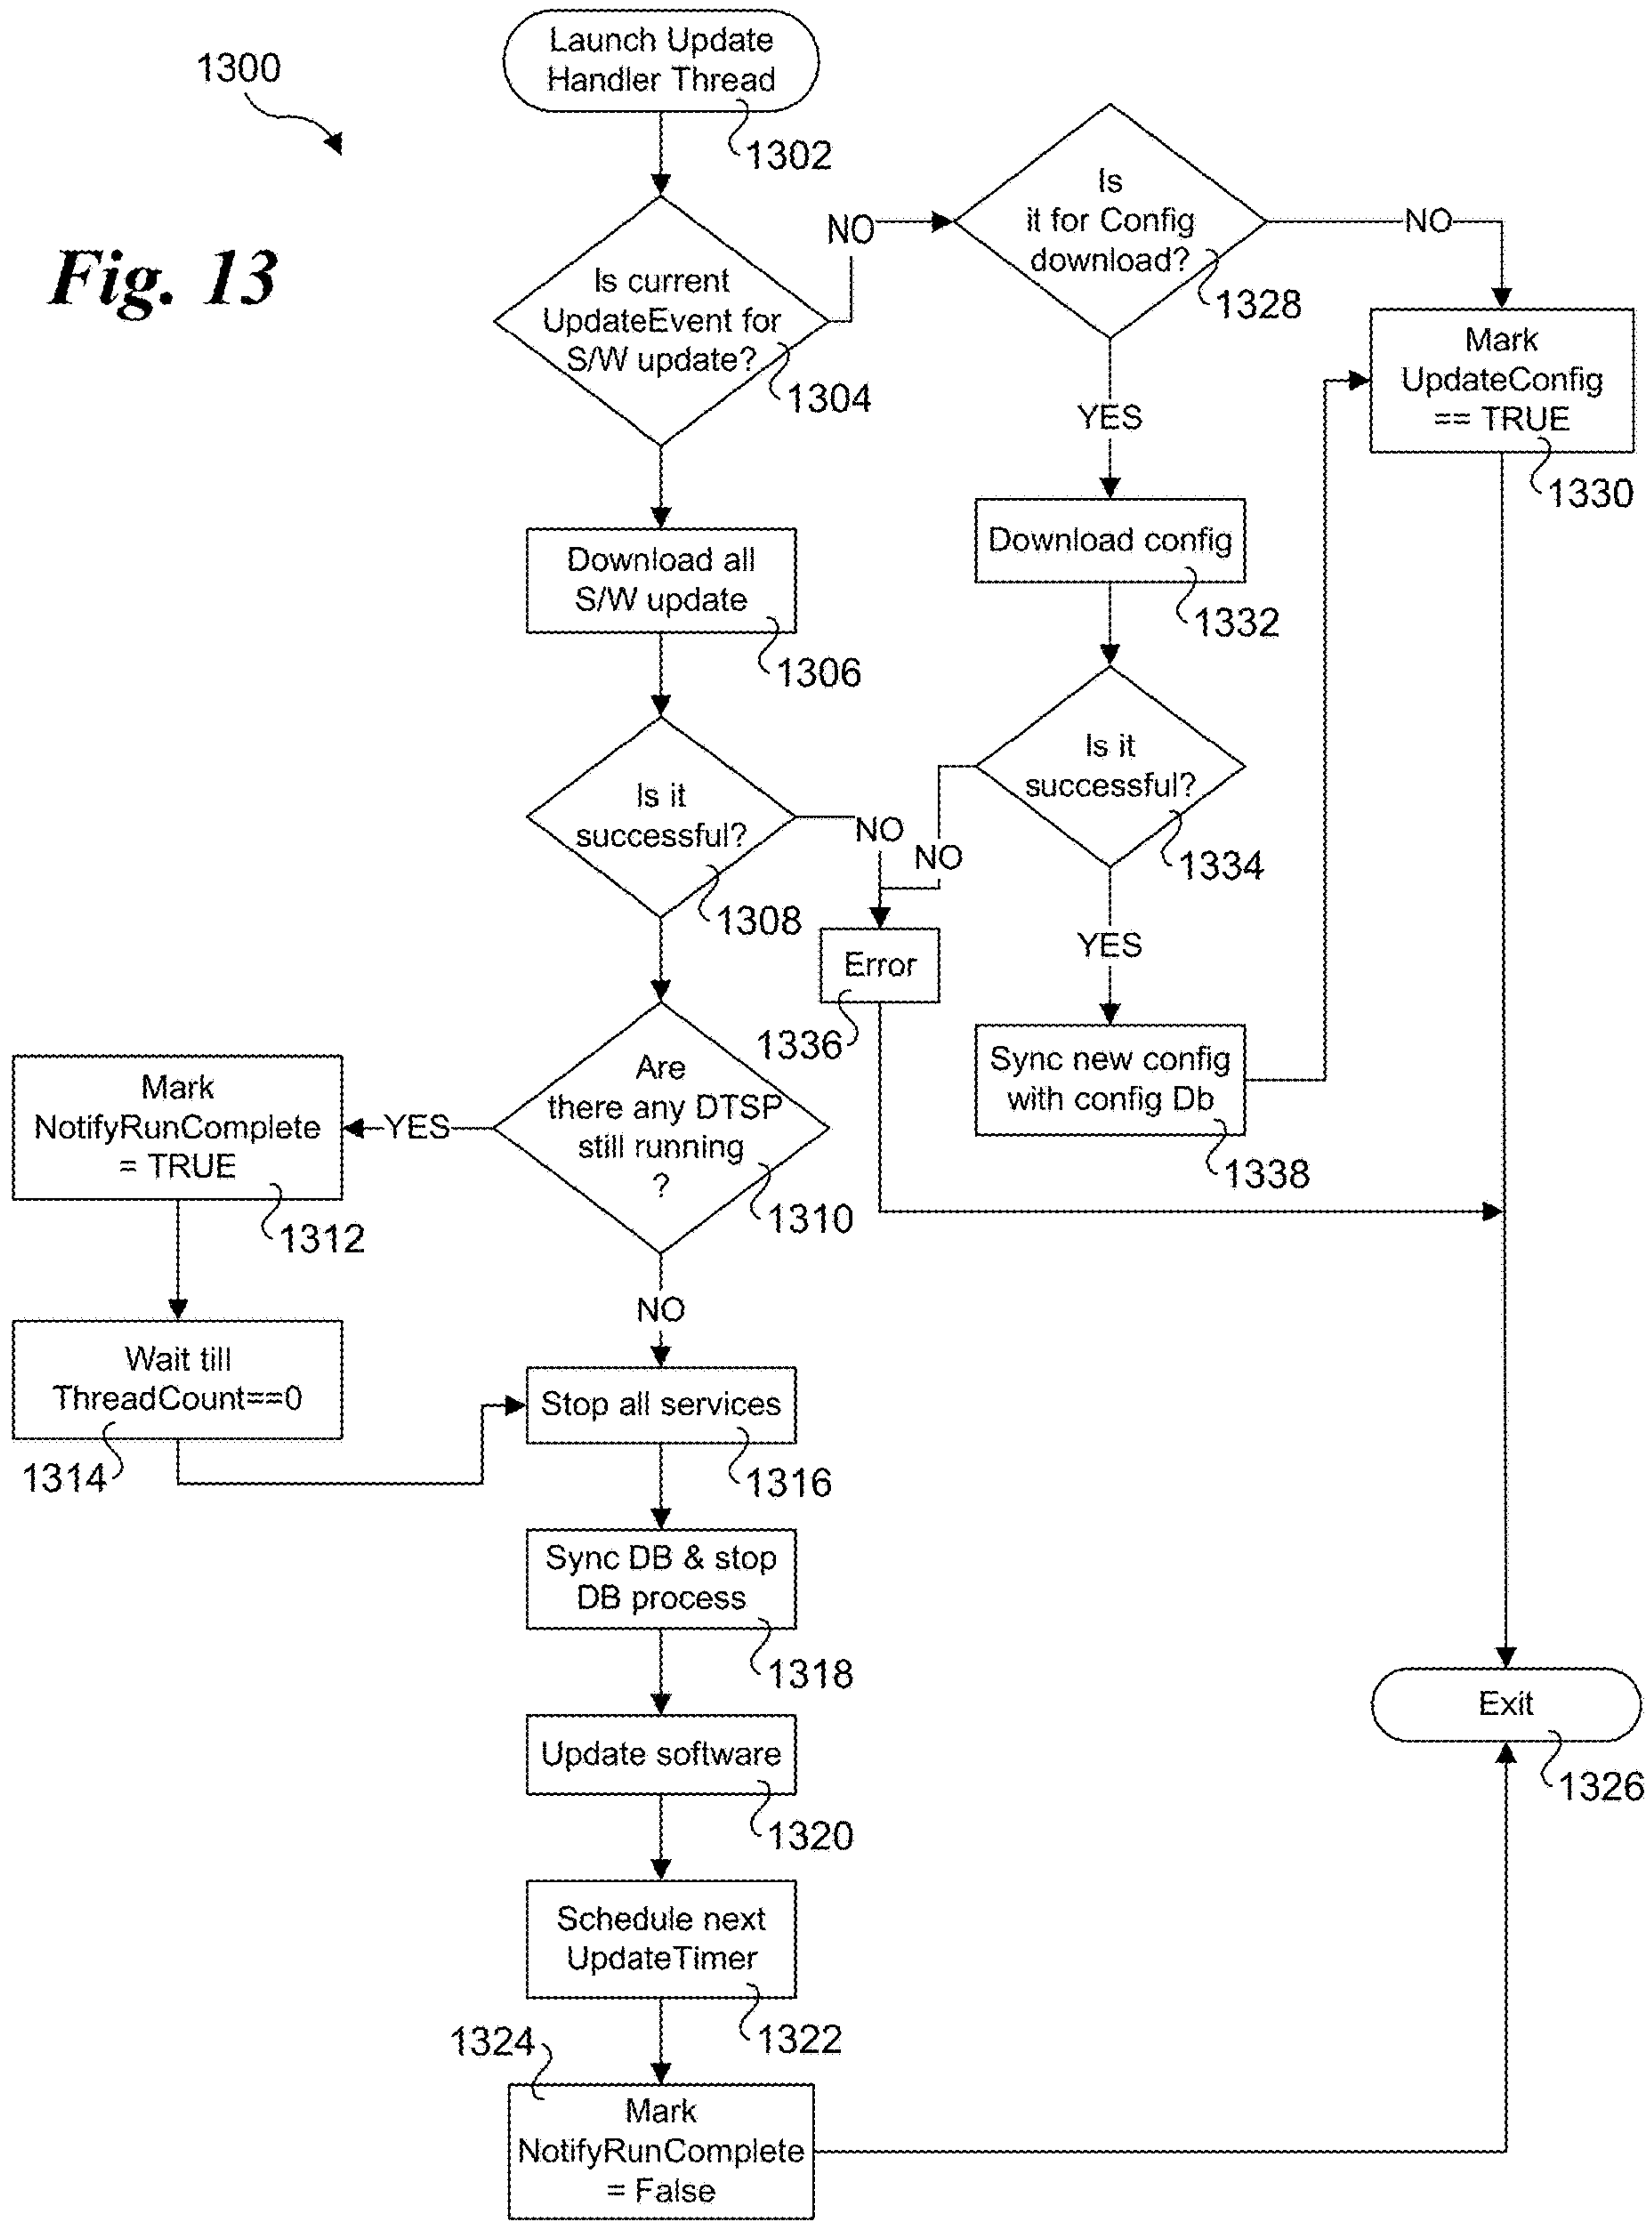 1300
Fig. 13
Launch Update
Handler Thread
1302
Is current
UpdateEvent for
S/W update?
1304
NO
Is
it for Config
download?
1328
NO
Mark
UpdateConfig
== TRUE
1330
YES
Download config
1332
Download all
S/W update
1306
Is it
successful?
1308
NO
Is it
successful?
1334
NO
YES
Error
1336
Sync new config
with config Db
1338
Are
there any DTSP
still running
?
1310
YES
Mark
NotifyRunComplete
= TRUE
1312
Wait till
ThreadCount==0
1314
NO
Stop all services
1316
Sync DB & stop
DB process
1318
Update software
1320
Schedule next
UpdateTimer
1322
1324
Mark
NotifyRunComplete
= False
Exit
1326